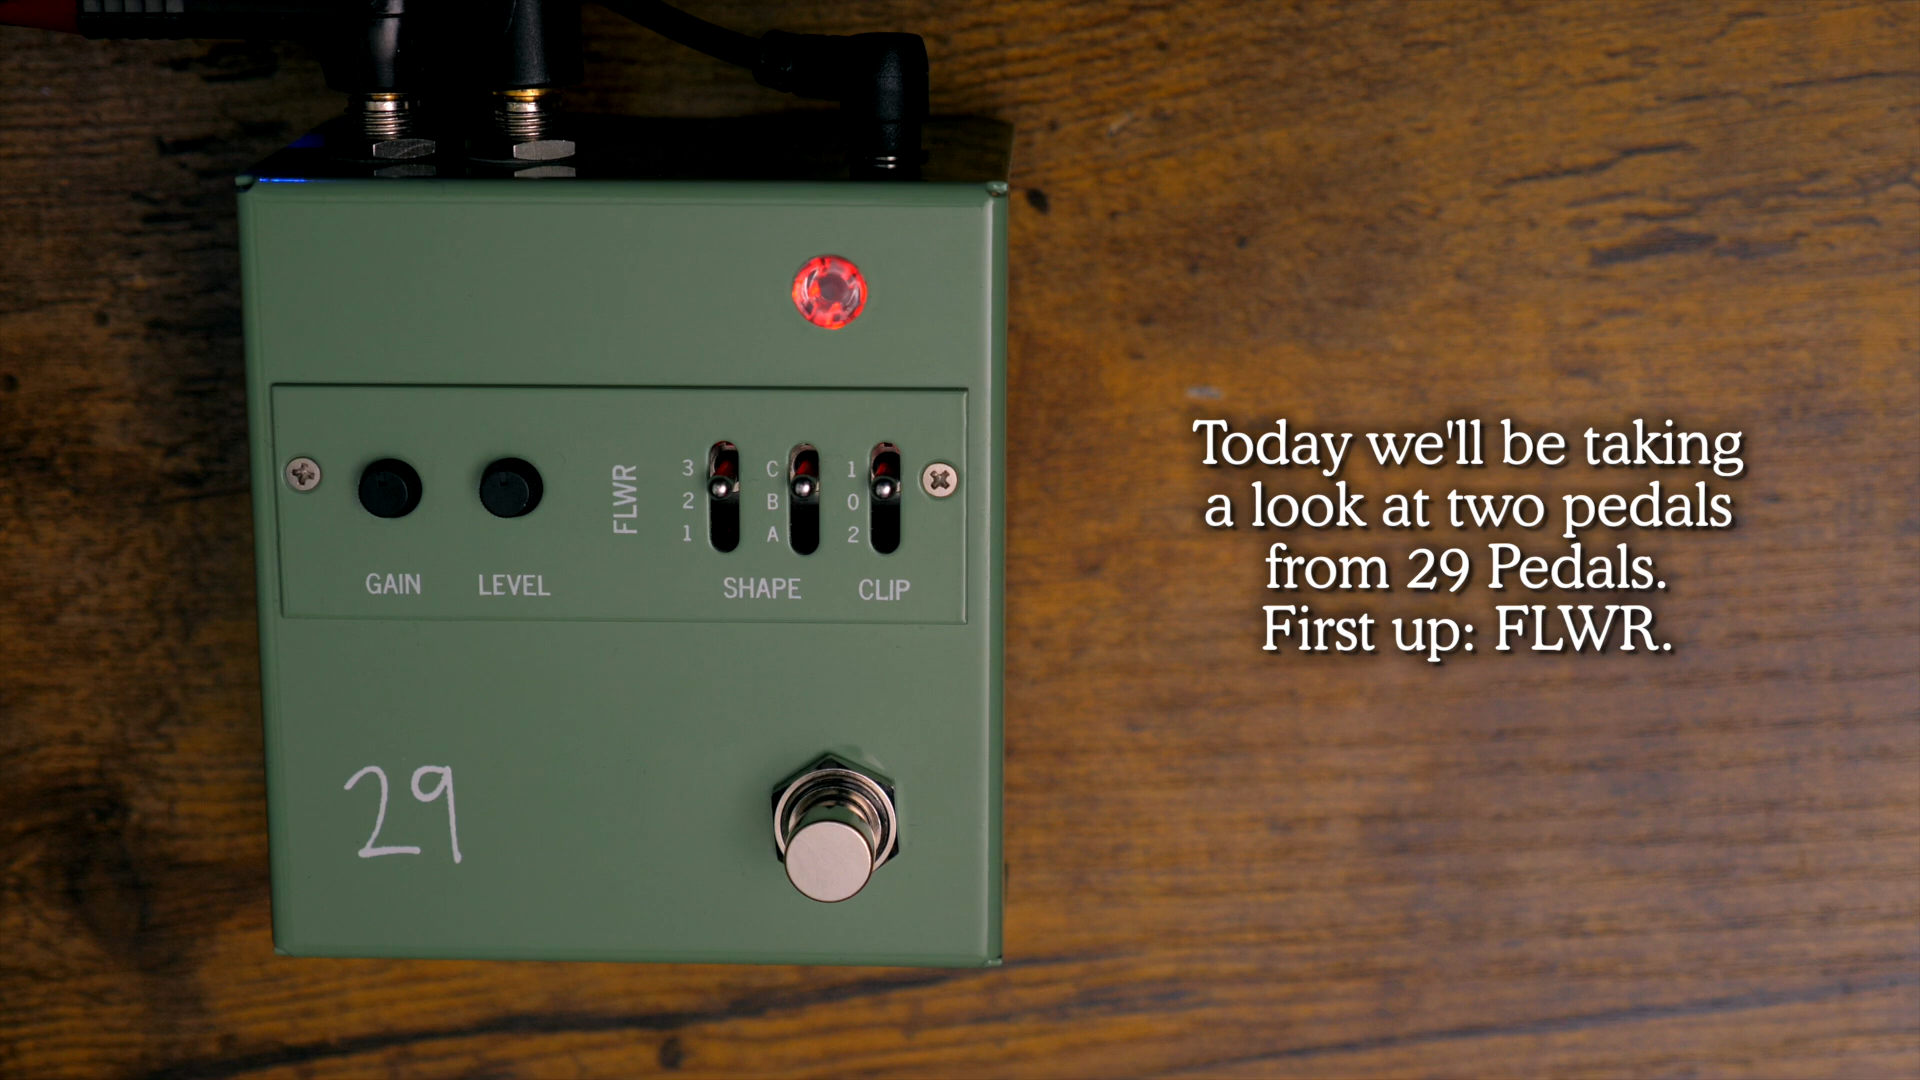 3 C 1
FLWR
2 B 0
1 A 2
GAIN LEVEL SHAPE CLIP
29
Today we'll be taking
a look at two pedals
from 29 Pedals.
First up: FLWR.